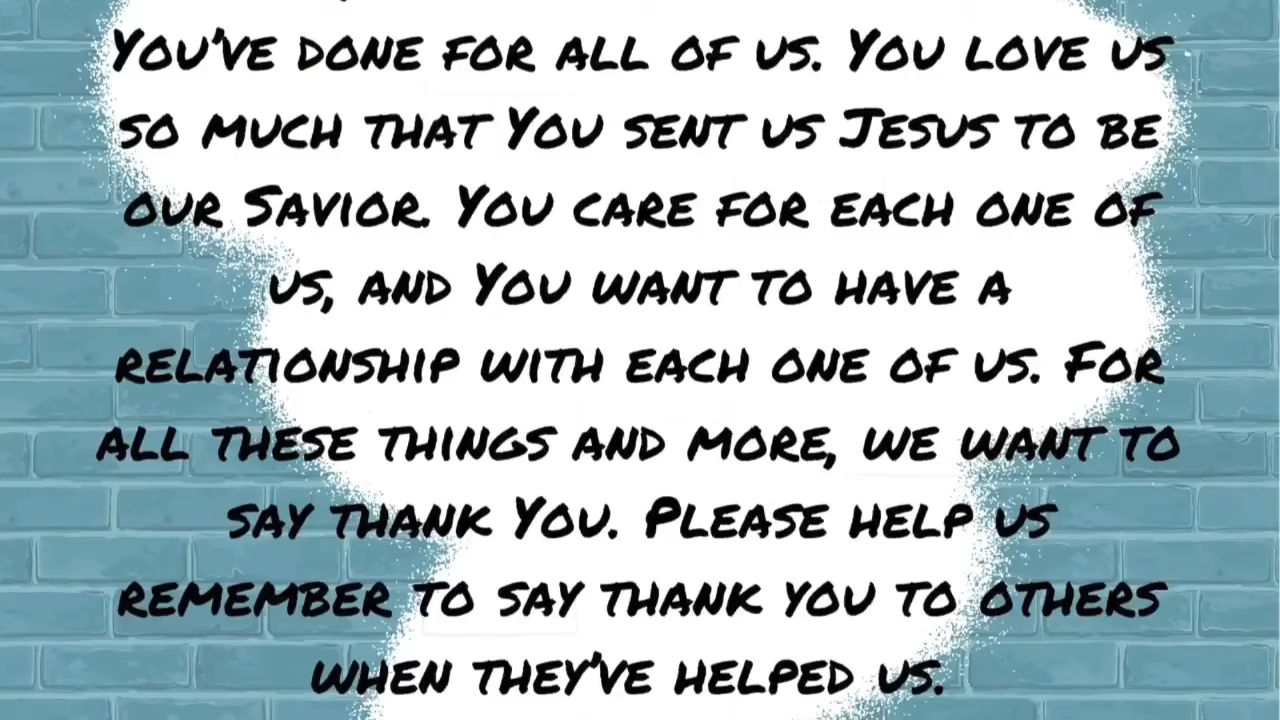 You've done for all of us. You love us
so much that You sent us Jesus to be
our Savior. You care for each one of
us, and You want to have a
relationship with each one of us. For
all these things and more, we want to
say thank You. Please help us
remember to say thank you to others
when they've helped us.